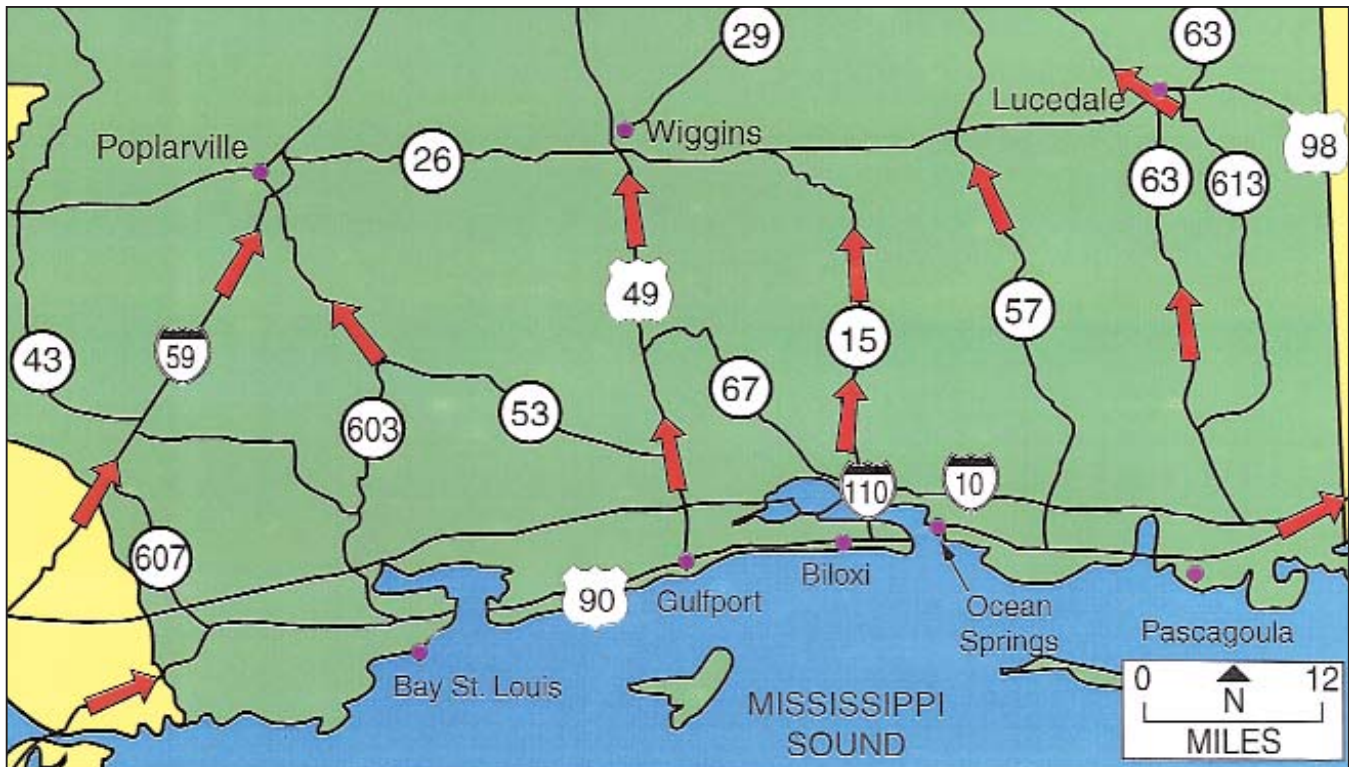 29
63
Lucedale
Wiggins
Poplarville
98
26
63
613
49
57
15
59
43
67
53
603
110
10
607
90
Gulfport
Biloxi
Ocean
Springs
Pascagoula
Bay St. Louis
0 12
N
MILES
MISSISSIPPI
SOUND